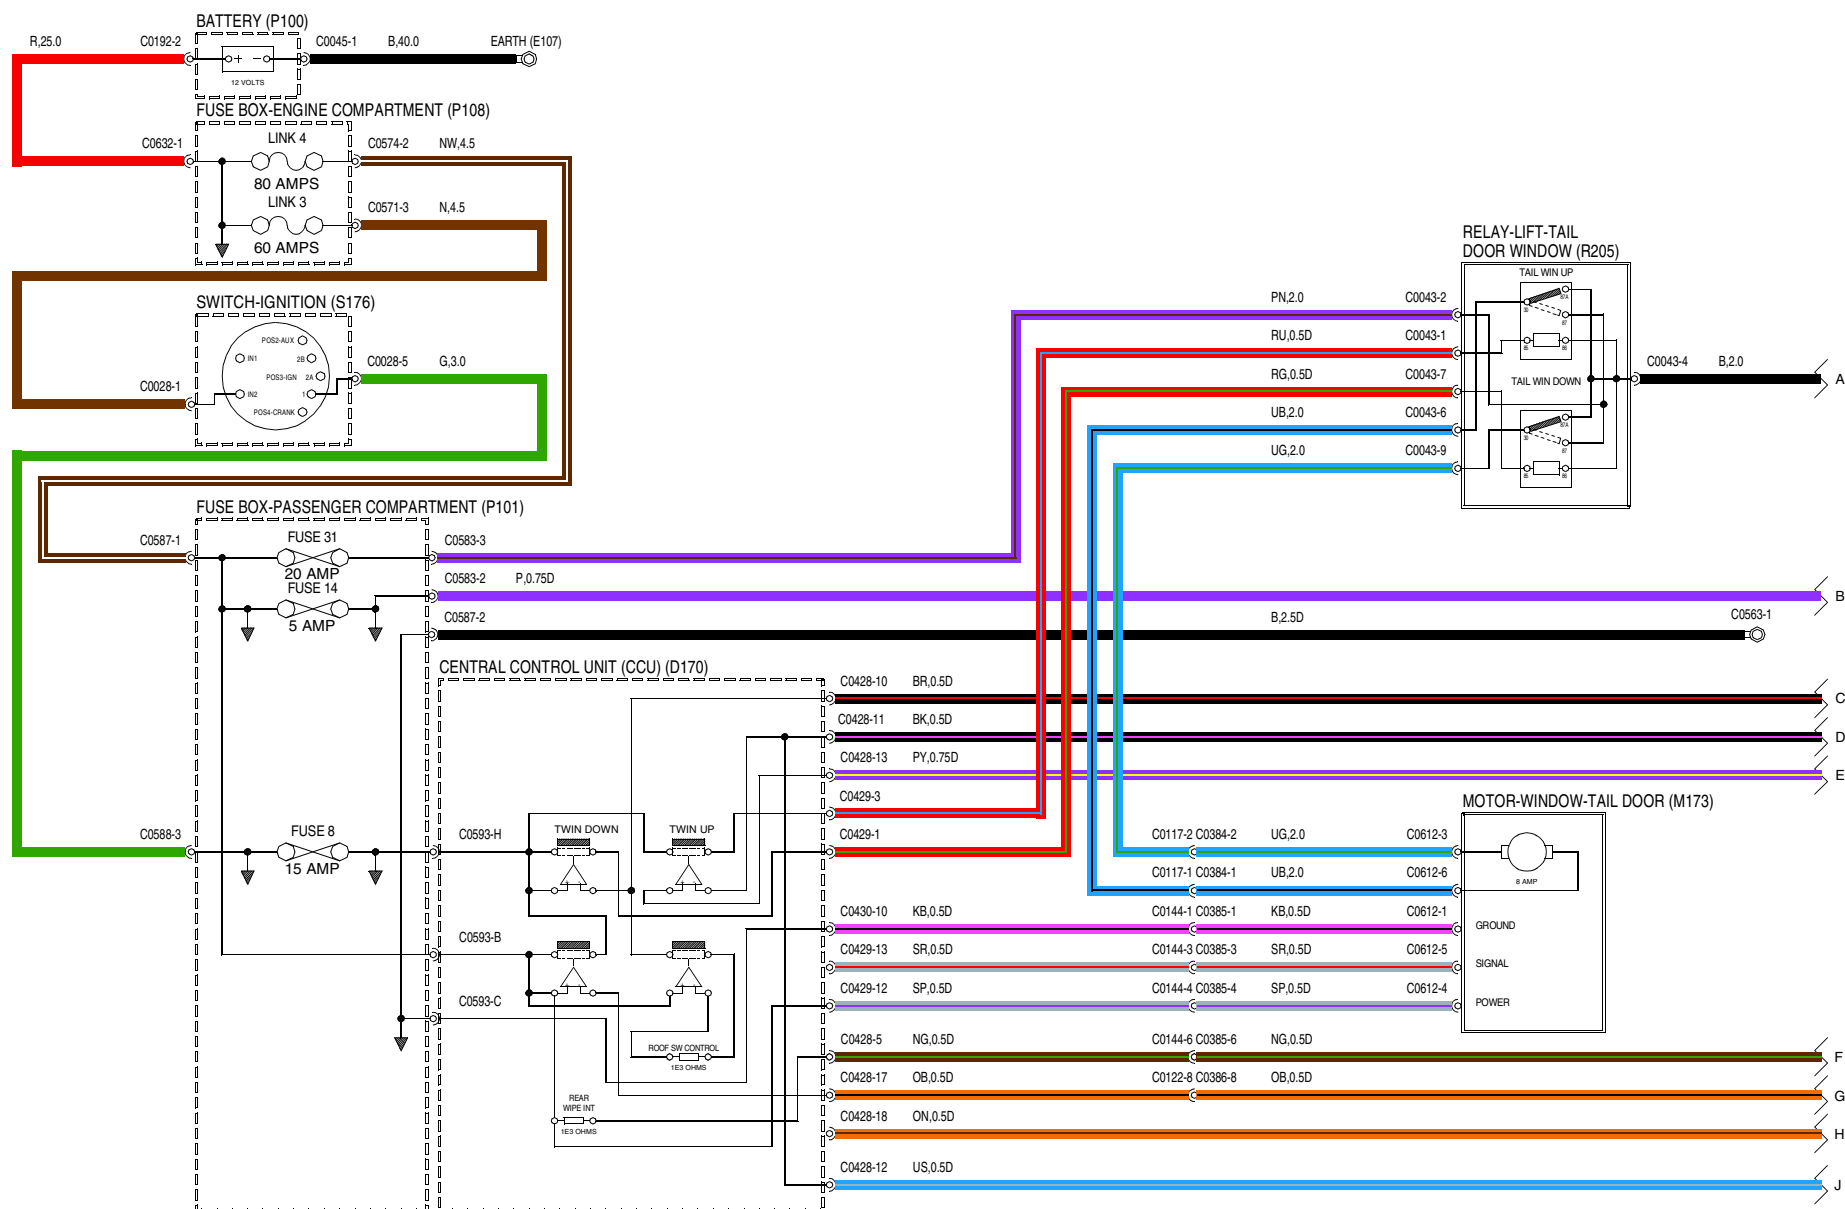 BATTERY (P100)
R,25.0 C0192-2 C0045-1 B,40.0 EARTH (E107)
+ −
12 VOLTS
FUSE BOX-ENGINE COMPARTMENT (P108)
C0632-1 LINK 4 C0574-2 NW,4.5
80 AMPS
LINK 3 C0571-3 N,4.5
60 AMPS
RELAY-LIFT-TAIL
DOOR WINDOW (R205)
TAIL WIN UP
87A
30 87
85 86
SWITCH-IGNITION (S176)
POS2-AUX
IN1 2B
POS3-IGN 2A
IN2 1
POS4-CRANK
C0028-1 C0028-5 G,3.0
PN,2.0 C0043-2
RU,0.5D C0043-1
RG,0.5D C0043-7
UB,2.0 C0043-6
UG,2.0 C0043-9
TAIL WIN DOWN
C0043-4 B,2.0 A
87A
30 87
85 86
FUSE BOX-PASSENGER COMPARTMENT (P101)
C0587-1 FUSE 31 C0583-3
20 AMP
FUSE 14 C0583-2 P,0.75D B
5 AMP
C0587-2 B,2.5D C0563-1
CENTRAL CONTROL UNIT (CCU) (D170)
C0428-10 BR,0.5D C
C0428-11 BK,0.5D D
C0428-13 PY,0.75D E
C0429-3
C0429-1
MOTOR-WINDOW-TAIL DOOR (M173)
C0588-3 FUSE 8 C0593-H TWIN DOWN TWIN UP
15 AMP
C0117-2 C0384-2 UG,2.0 C0612-3
C0117-1 C0384-1 UB,2.0 C0612-6
8 AMP
C0593-B
C0593-C
C0430-10 KB,0.5D C0144-1 C0385-1 KB,0.5D C0612-1 GROUND
C0429-13 SR,0.5D C0144-3 C0385-3 SR,0.5D C0612-5 SIGNAL
C0429-12 SP,0.5D C0144-4 C0385-4 SP,0.5D C0612-4 POWER
ROOF SW CONTROL
1E3 OHMS
C0428-5 NG,0.5D C0144-6 C0385-6 NG,0.5D F
C0428-17 OB,0.5D C0122-8 C0386-8 OB,0.5D G
REAR
WIPE INT
1E3 OHMS
C0428-18 ON,0.5D H
C0428-12 US,0.5D J